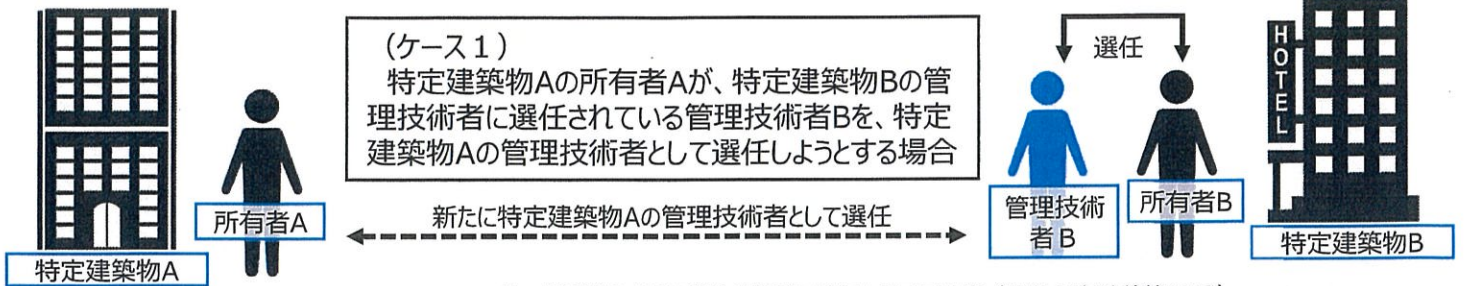 （ケース１）
特定建築物Aの所有者Aが、特定建築物Bの管
理技術者に選任されている管理技術者Bを、特定
建築物Aの管理技術者として選任しようとする場合
選任
HOTEL
所有者A
新たに特定建築物Aの管理技術者として選任
管理技術
者B
所有者B
特定建築物A
特定建築物B